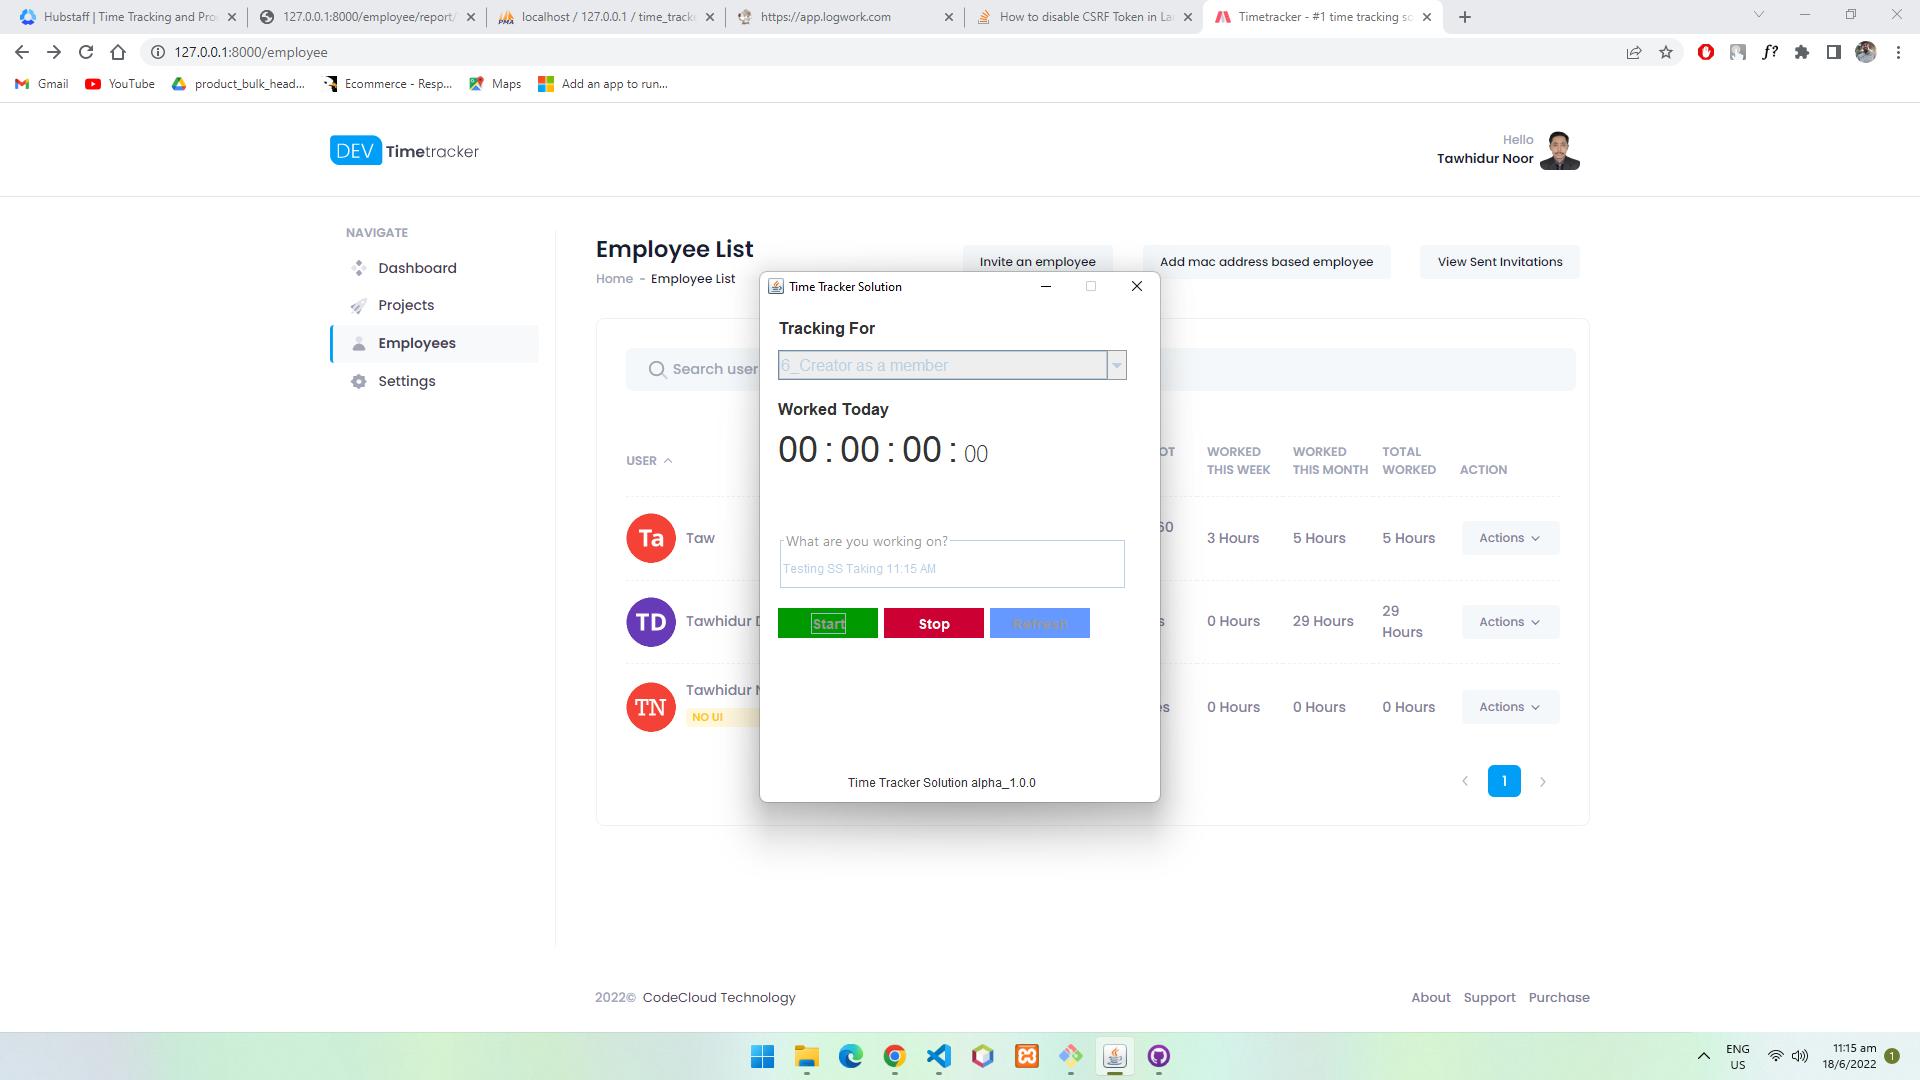 Hubstaff | Time Tracking and Pro
127.0.0.1:8000/employee/report/
localhost / 127.0.0.1 / time_track
https://app.logwork.com
How to disable CSRF Token in La
Timetracker - #1 time tracking so
127.0.0.1:8000/employee
f?
Gmail
YouTube
product_bulk_head...
Ecommerce - Resp...
Maps
Add an app to run...
DEV Timetracker
Hello
Tawhidur Noor
NAVIGATE
Dashboard
Projects
Employees
Settings
Employee List
Home - Employee List
Invite an employee
Add mac address based employee
View Sent Invitations
Search user
USER
WORKED THIS WEEK
WORKED THIS MONTH
TOTAL WORKED
ACTION
Ta
Taw
3 Hours
5 Hours
5 Hours
Actions
TD
Tawhidur
0 Hours
29 Hours
29 Hours
Actions
TN
Tawhidur
NO UI
0 Hours
0 Hours
0 Hours
Actions
1
Time Tracker Solution
Tracking For
6_Creator as a member
Worked Today
00 : 00 : 00 : 00
What are you working on?
Testing SS Taking 11:15 AM
Start
Stop
Refresh
Time Tracker Solution alpha_1.0.0
2022© CodeCloud Technology
About
Support
Purchase
ENG
US
11:15 am
18/6/2022
1